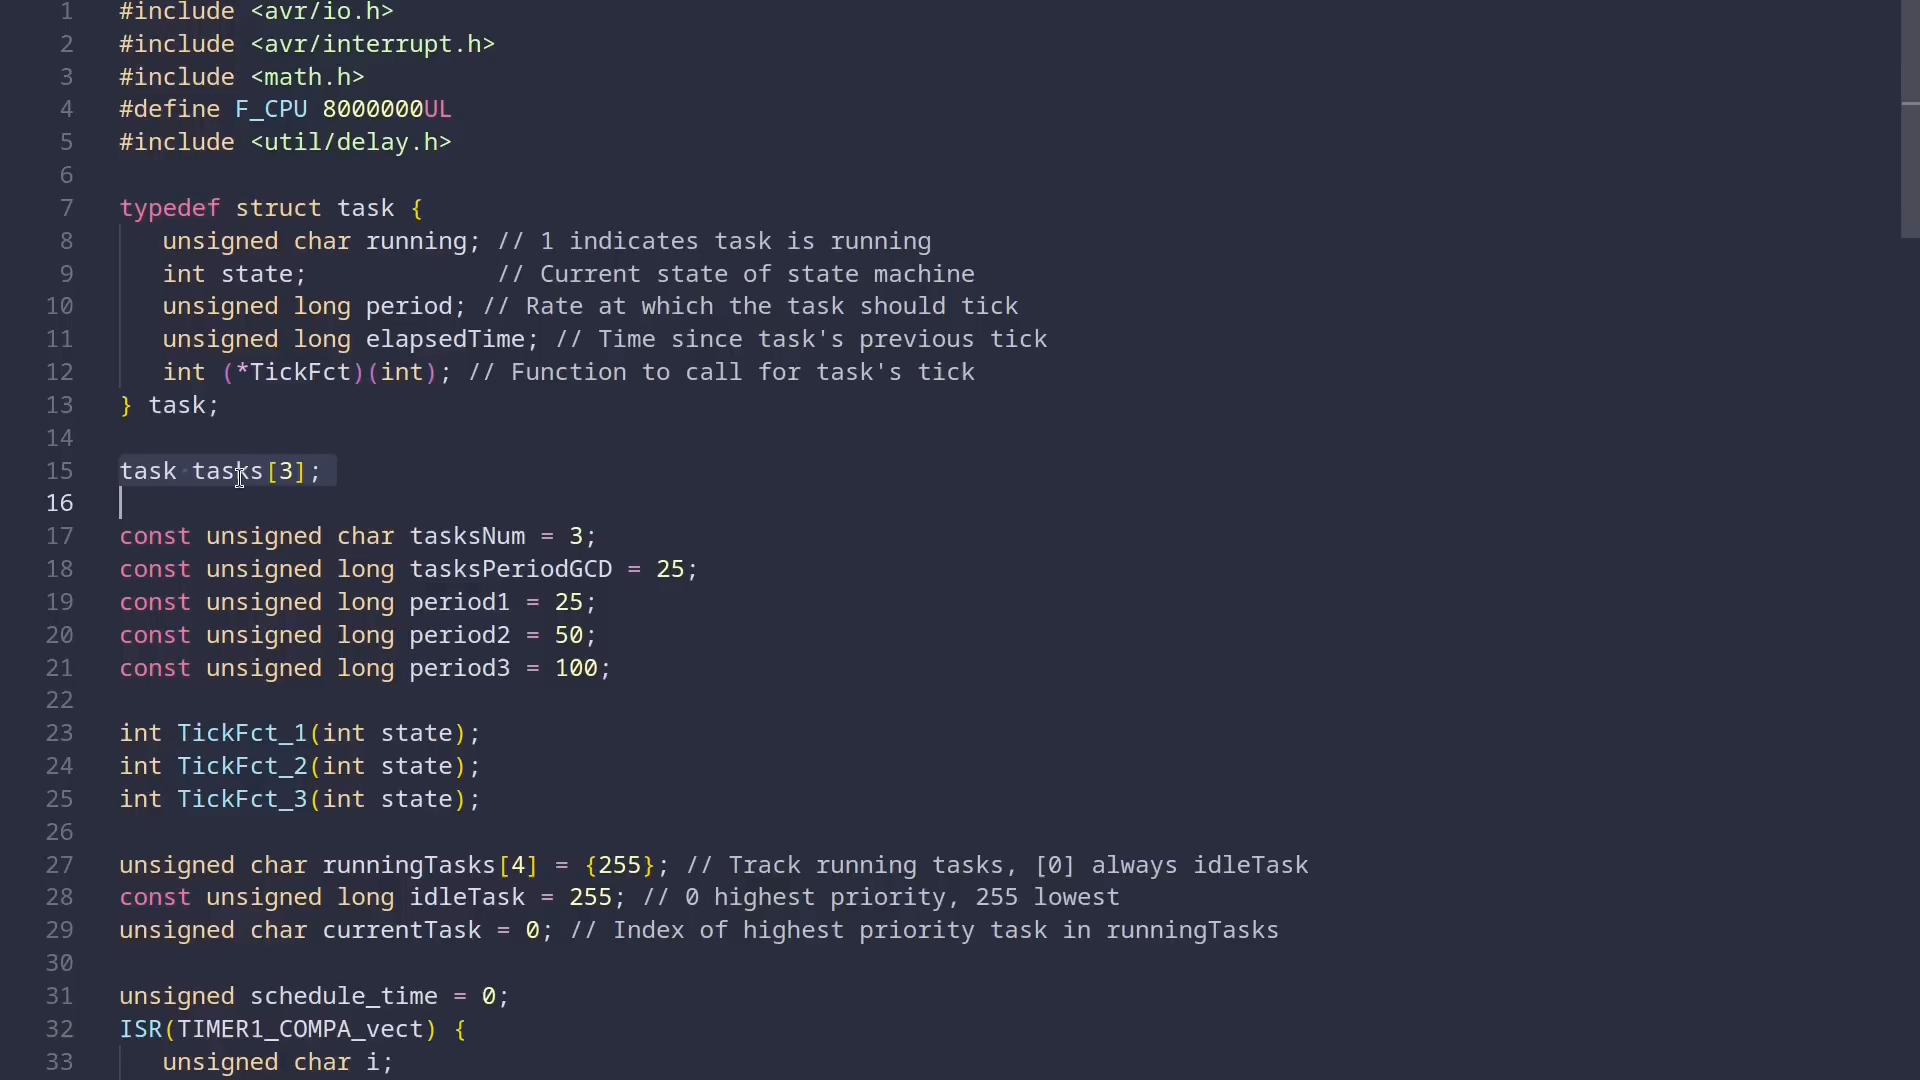 1 #include <avr/io.h>
2 #include <avr/interrupt.h>
3 #include <math.h>
4 #define F_CPU 8000000UL
5 #include <util/delay.h>
6
7 typedef struct task {
8    unsigned char running; // 1 indicates task is running
9    int state;             // Current state of state machine
10    unsigned long period; // Rate at which the task should tick
11    unsigned long elapsedTime; // Time since task's previous tick
12    int (*TickFct)(int); // Function to call for task's tick
13 } task;
14
15 task tasks[3];
16
17 const unsigned char tasksNum = 3;
18 const unsigned long tasksPeriodGCD = 25;
19 const unsigned long period1 = 25;
20 const unsigned long period2 = 50;
21 const unsigned long period3 = 100;
22
23 int TickFct_1(int state);
24 int TickFct_2(int state);
25 int TickFct_3(int state);
26
27 unsigned char runningTasks[4] = {255}; // Track running tasks, [0] always idleTask
28 const unsigned long idleTask = 255; // 0 highest priority, 255 lowest
29 unsigned char currentTask = 0; // Index of highest priority task in runningTasks
30
31 unsigned schedule_time = 0;
32 ISR(TIMER1_COMPA_vect) {
33    unsigned char i;